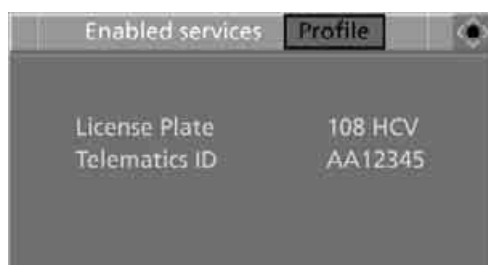 Enabled services Profile
License Plate 108 HCV
Telematics ID AA12345